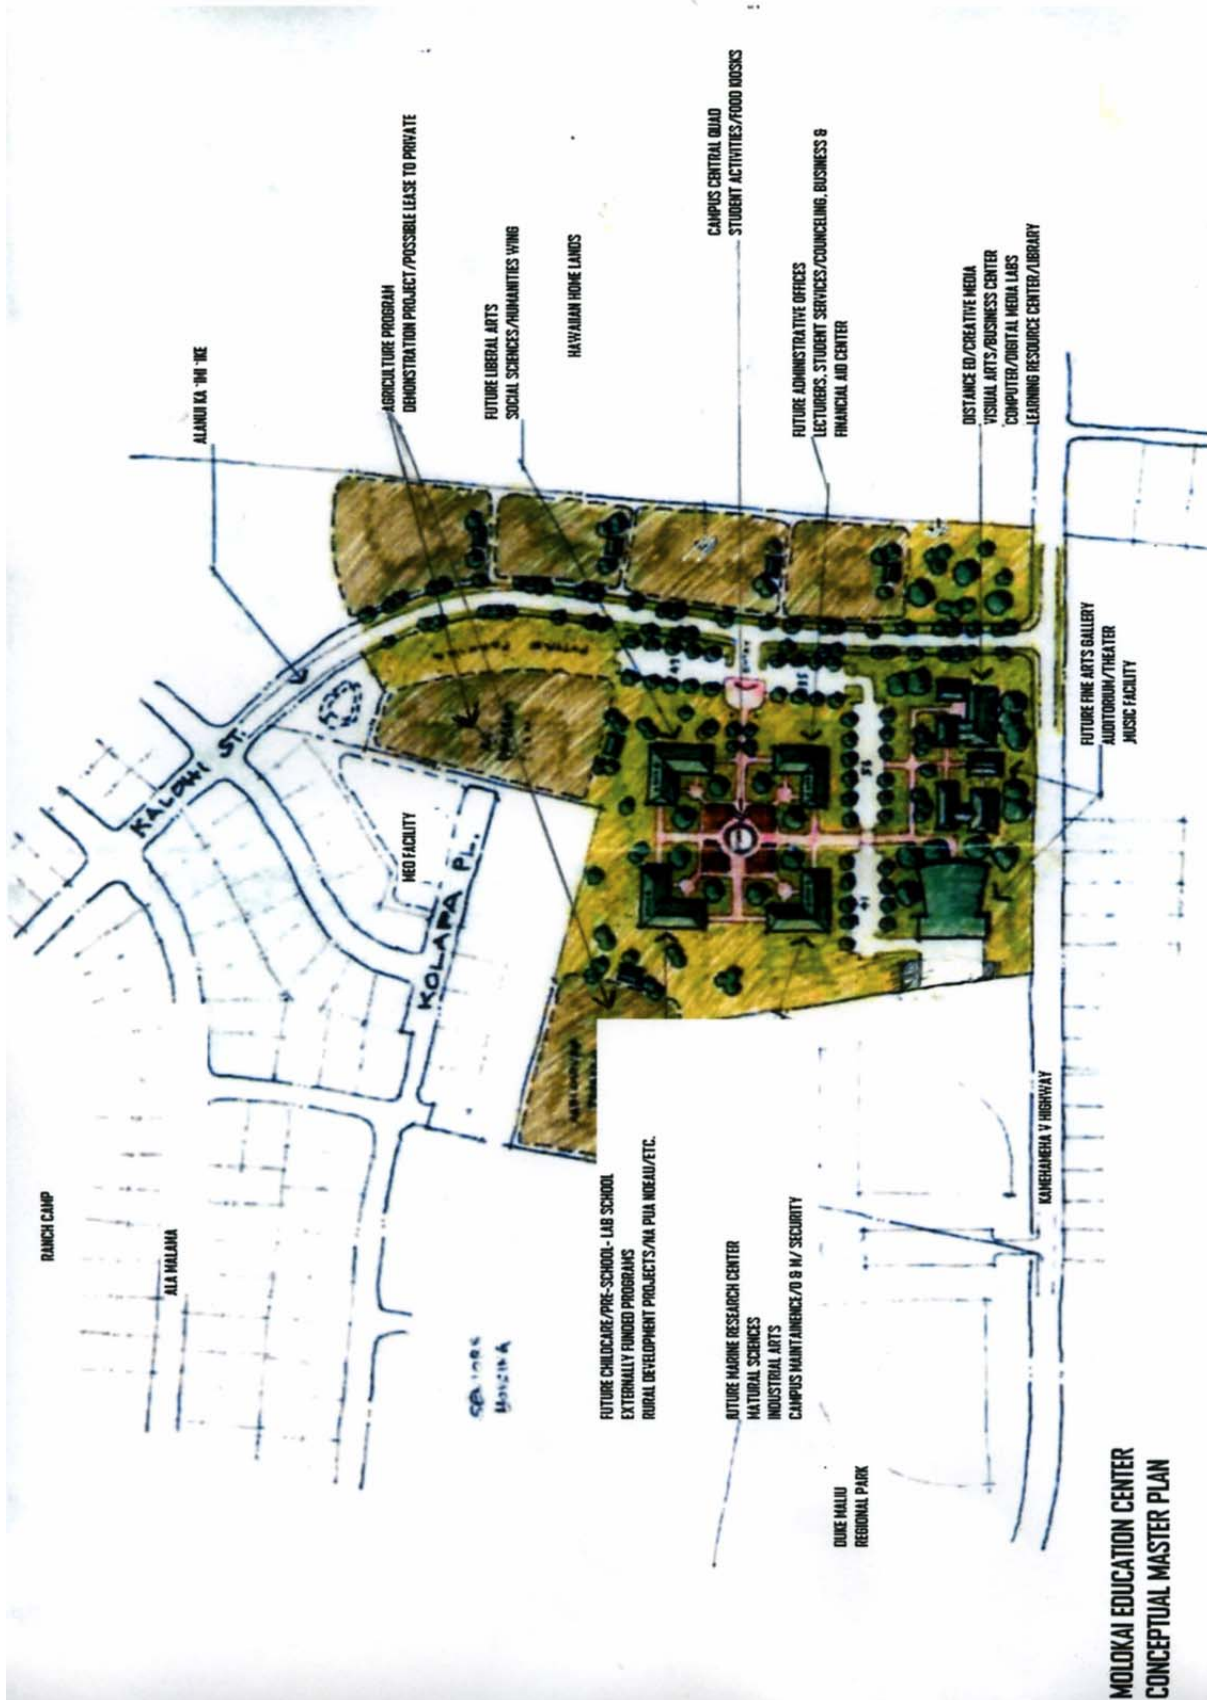 RANCH CAMP
ALA MALAMA
ALANUI KA 'IMI 'IKE
AGRICULTURE PROGRAM
DEMONSTRATION PROJECT/POSSIBLE LEASE TO PRIVATE
FUTURE LIBERAL ARTS
SOCIAL SCIENCES/HUMANITIES WING
HAWAIIAN HOME LANDS
CAMPUS CENTRAL QUAD
STUDENT ACTIVITIES/FOOD KIOSKS
FUTURE ADMINISTRATIVE OFFICES
LECTURERS, STUDENT SERVICES/COUNCELING, BUSINESS &
FINANCIAL AID CENTER
DISTANCE ED/CREATIVE MEDIA
VISUAL ARTS/BUSINESS CENTER
COMPUTER/DIGITAL MEDIA LABS
LEARNING RESOURCE CENTER/LIBRARY
ST.
MEO FACILITY
KOLAPA PL.
FUTURE FINE ARTS GALLERY
AUDITORIUM/THEATER
MUSIC FACILITY
FUTURE CHILDCARE/PRE-SCHOOL- LAB SCHOOL
EXTERNALLY FUNDED PROGRAMS
RURAL DEVELOPMENT PROJECTS/NA PUA NOEAU/ETC.
UTURE MARINE RESEARCH CENTER
NATURAL SCIENCES
INDUSTRIAL ARTS
CAMPUS MAINTAINENCE/O & M/ SECURITY
KAMEHAMEHA V HIGHWAY
DUKE MALIU
REGIONAL PARK
MOLOKAI EDUCATION CENTER
CONCEPTUAL MASTER PLAN